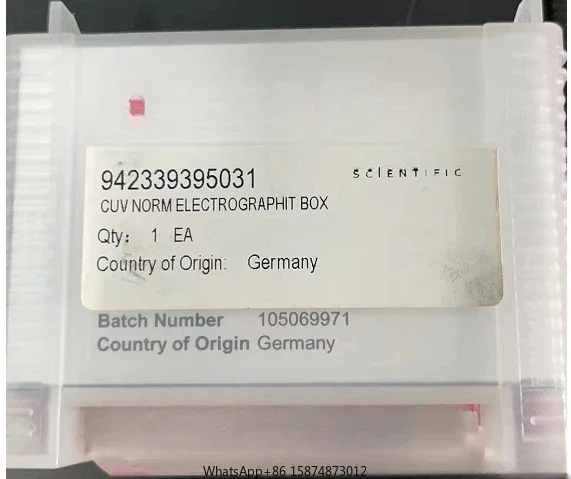 942339395031
SCIENTIFIC
CUV NORM ELECTROGRAPHIT BOX
Qty: 1 EA
Country of Origin: Germany
Batch Number 105069971
Country of Origin Germany
WhatsApp+86 15874873012